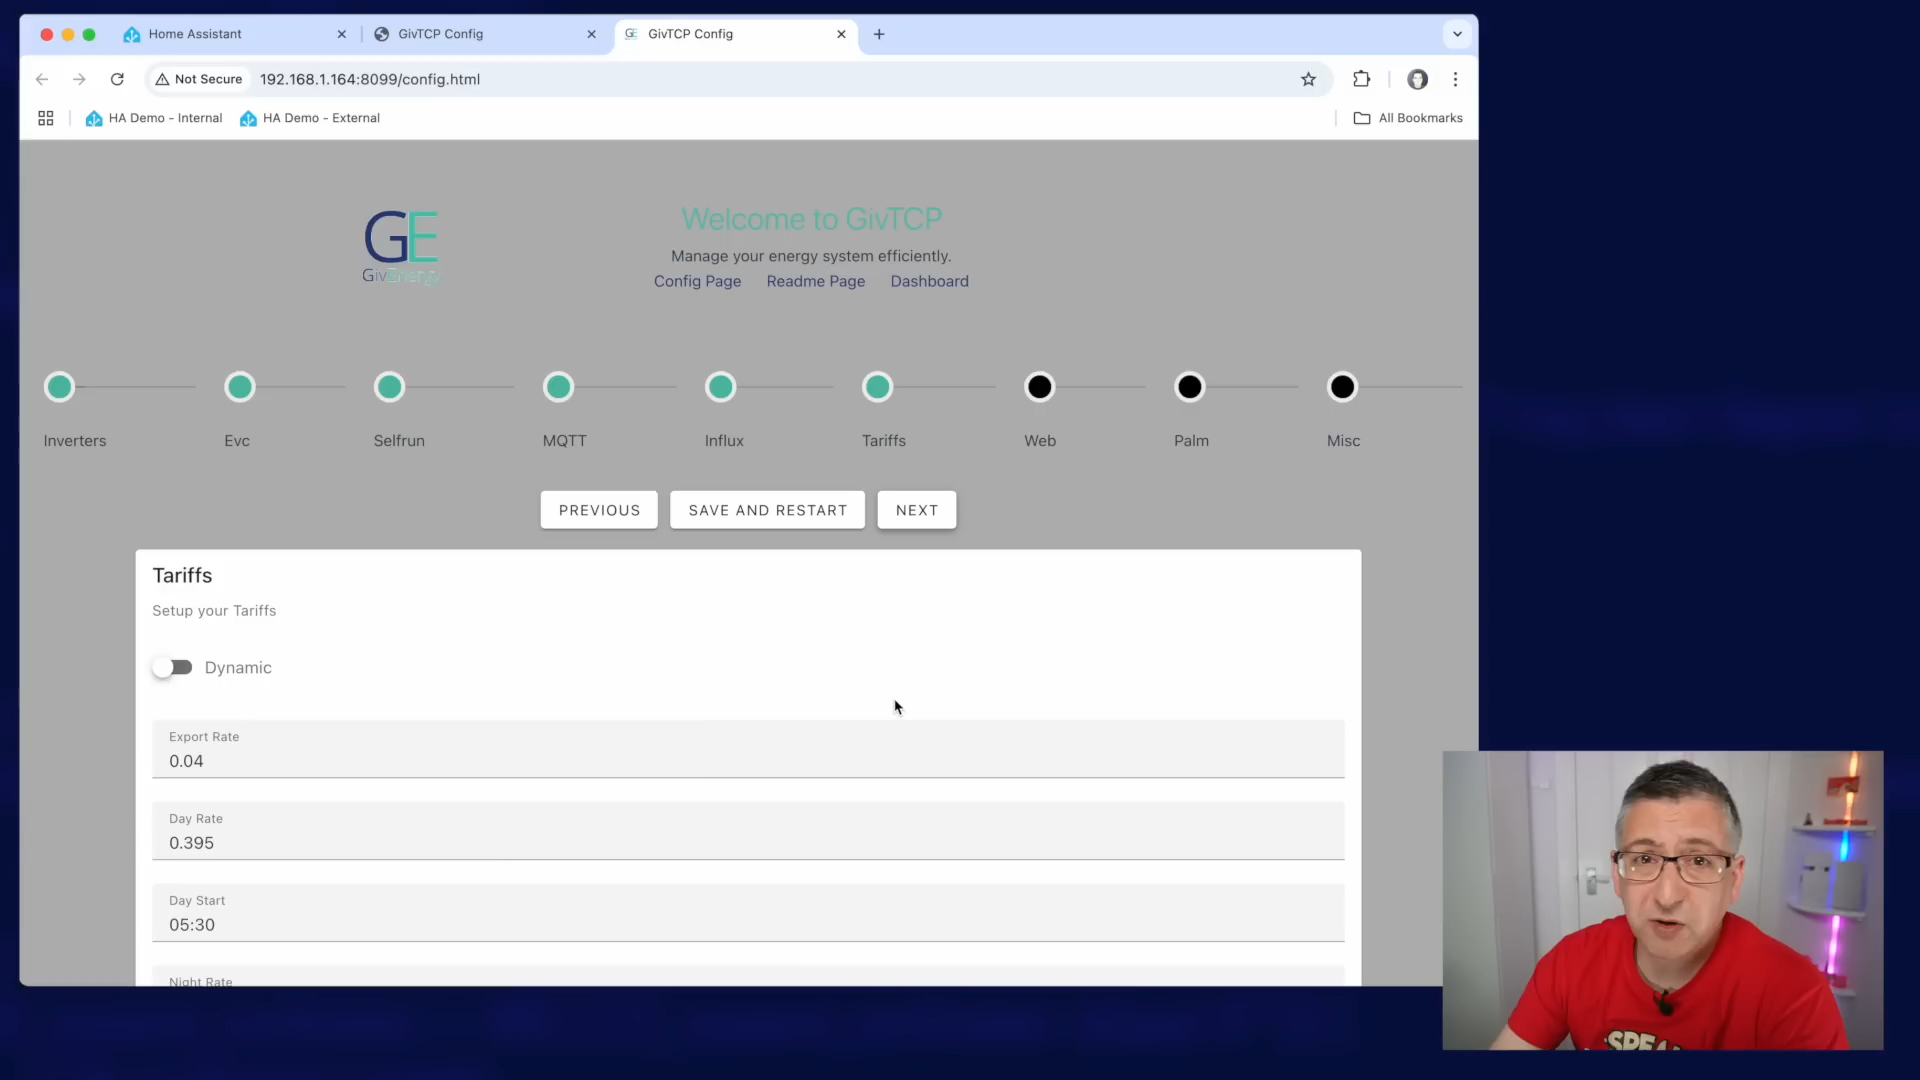 Home Assistant
GivTCP Config
GivTCP Config
Not Secure
192.168.1.164:8099/config.html
HA Demo - Internal
HA Demo - External
All Bookmarks
GE
GivEnergy
Welcome to GivTCP
Manage your energy system efficiently.
Config Page
Readme Page
Dashboard
Inverters
Evc
Selfrun
MQTT
Influx
Tariffs
Web
Palm
Misc
PREVIOUS
SAVE AND RESTART
NEXT
Tariffs
Setup your Tariffs
Dynamic
Export Rate
0.04
Day Rate
0.395
Day Start
05:30
Night Rate